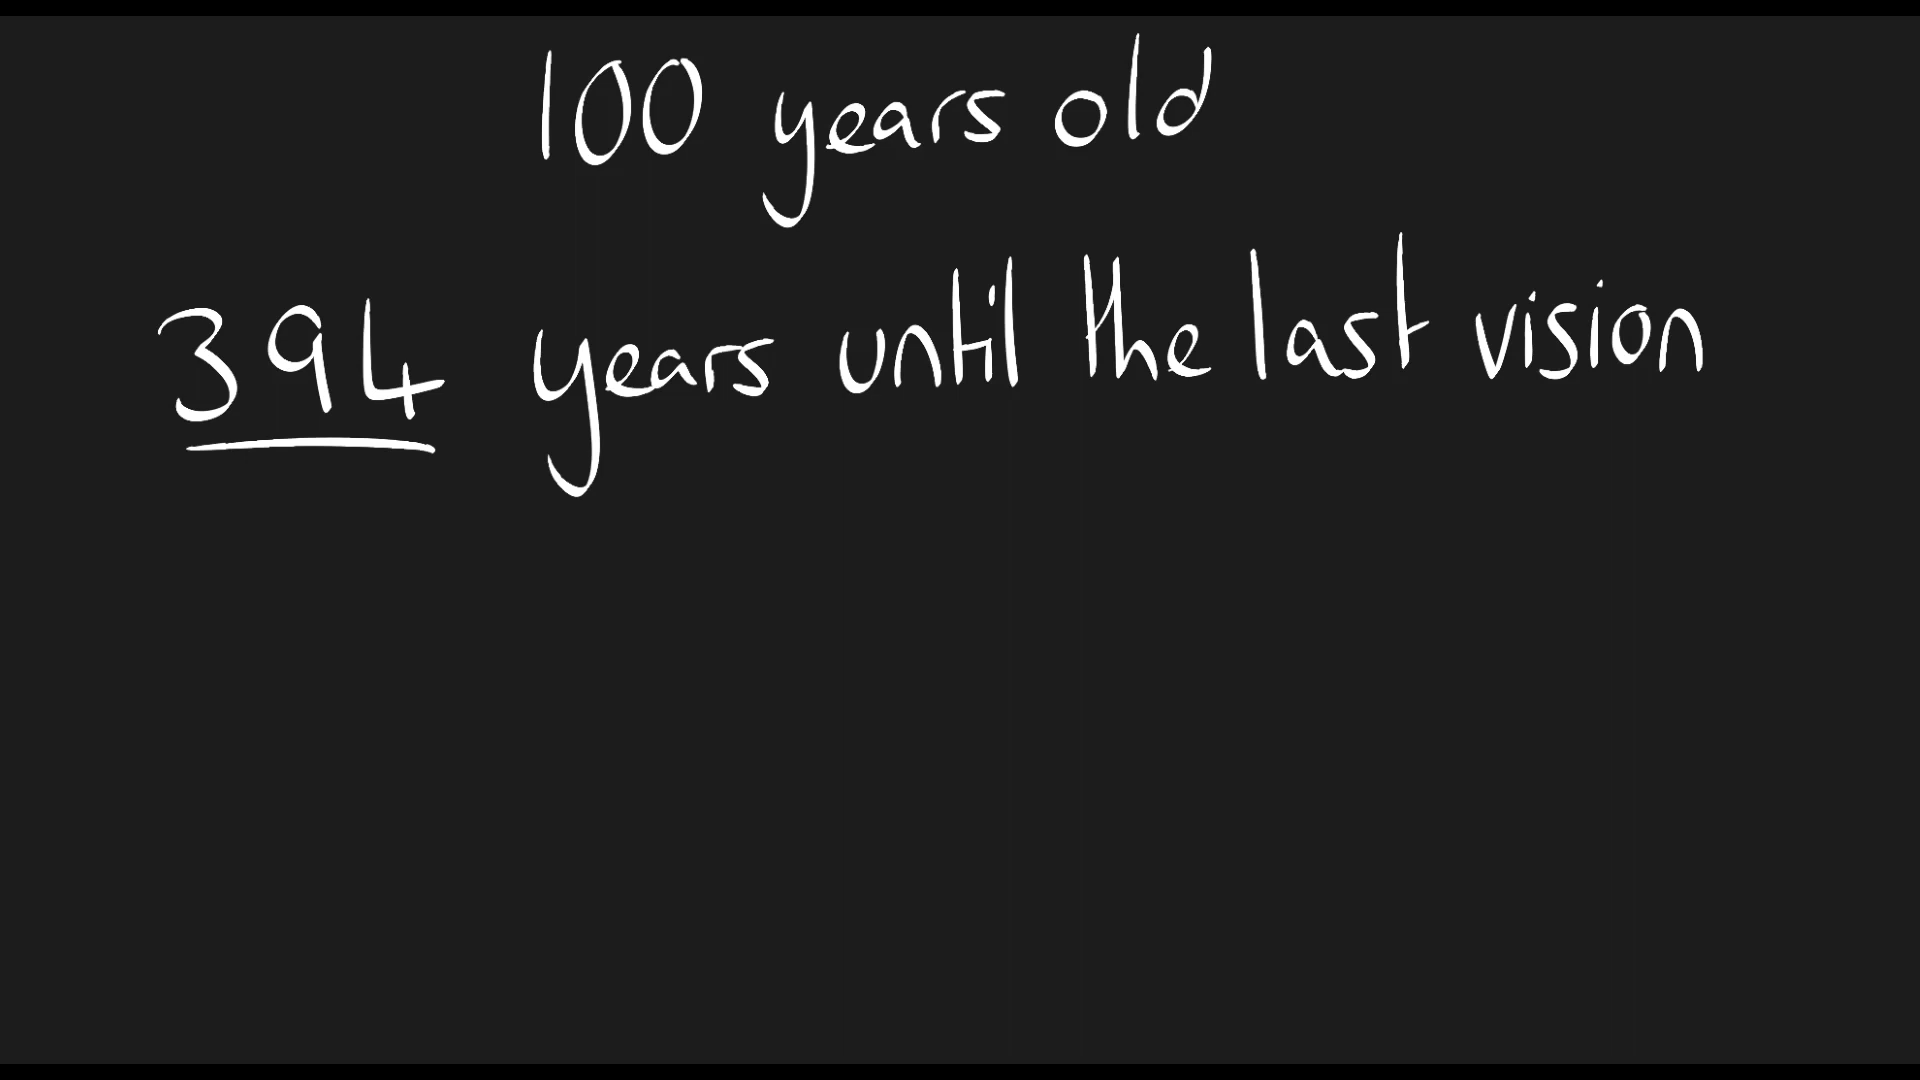 100 years old
394 years until the last vision